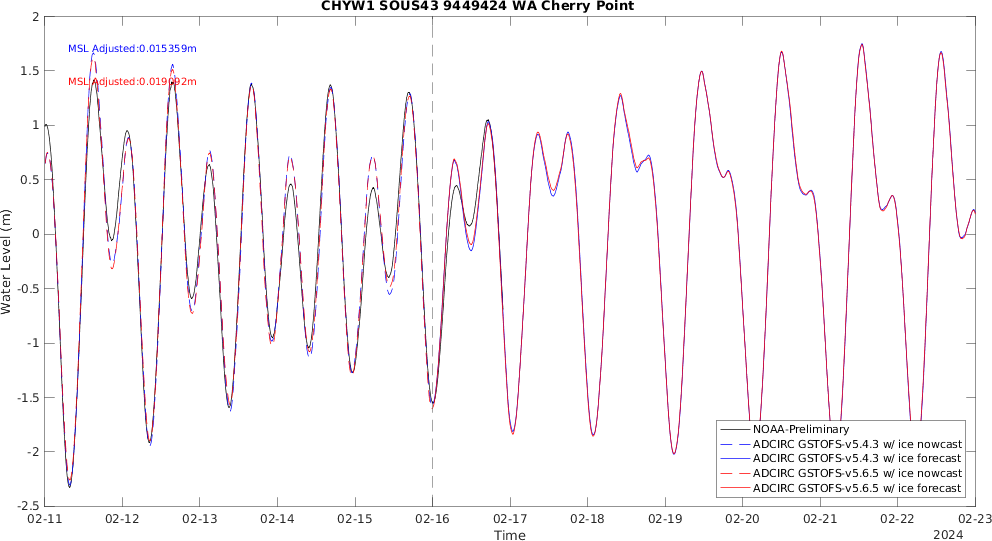 CHYW1 SOUS43 9449424 WA Cherry Point
MSL Adjusted:0.015359m
MSL Adjusted:
2
1.5
1
0.5
0
-0.5
-1
-1.5
-2
-2.5
Water Level (m)
NOAA-Preliminary
ADCIRC GSTOFS-v5.4.3 w/ ice nowcast
ADCIRC GSTOFS-v5.4.3 w/ ice forecast
ADCIRC GSTOFS-v5.6.5 w/ ice nowcast
ADCIRC GSTOFS-v5.6.5 w/ ice forecast
02-11 02-12 02-13 02-14 02-15 02-16 02-17 02-18 02-19 02-20 02-21 02-22 02-23
Time
2024